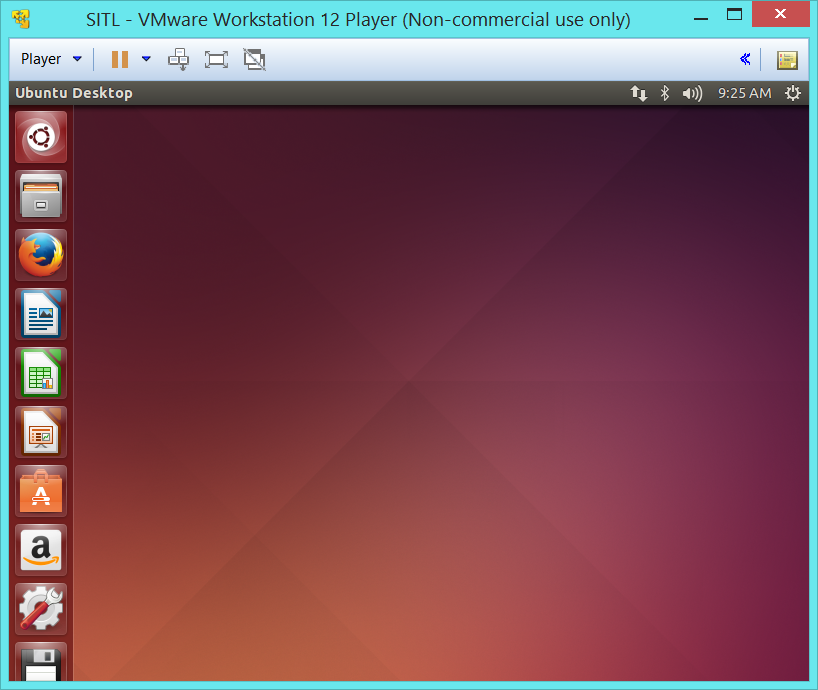 SITL - VMware Workstation 12 Player (Non-commercial use only)
Player
Ubuntu Desktop 9:25 AM
A
a